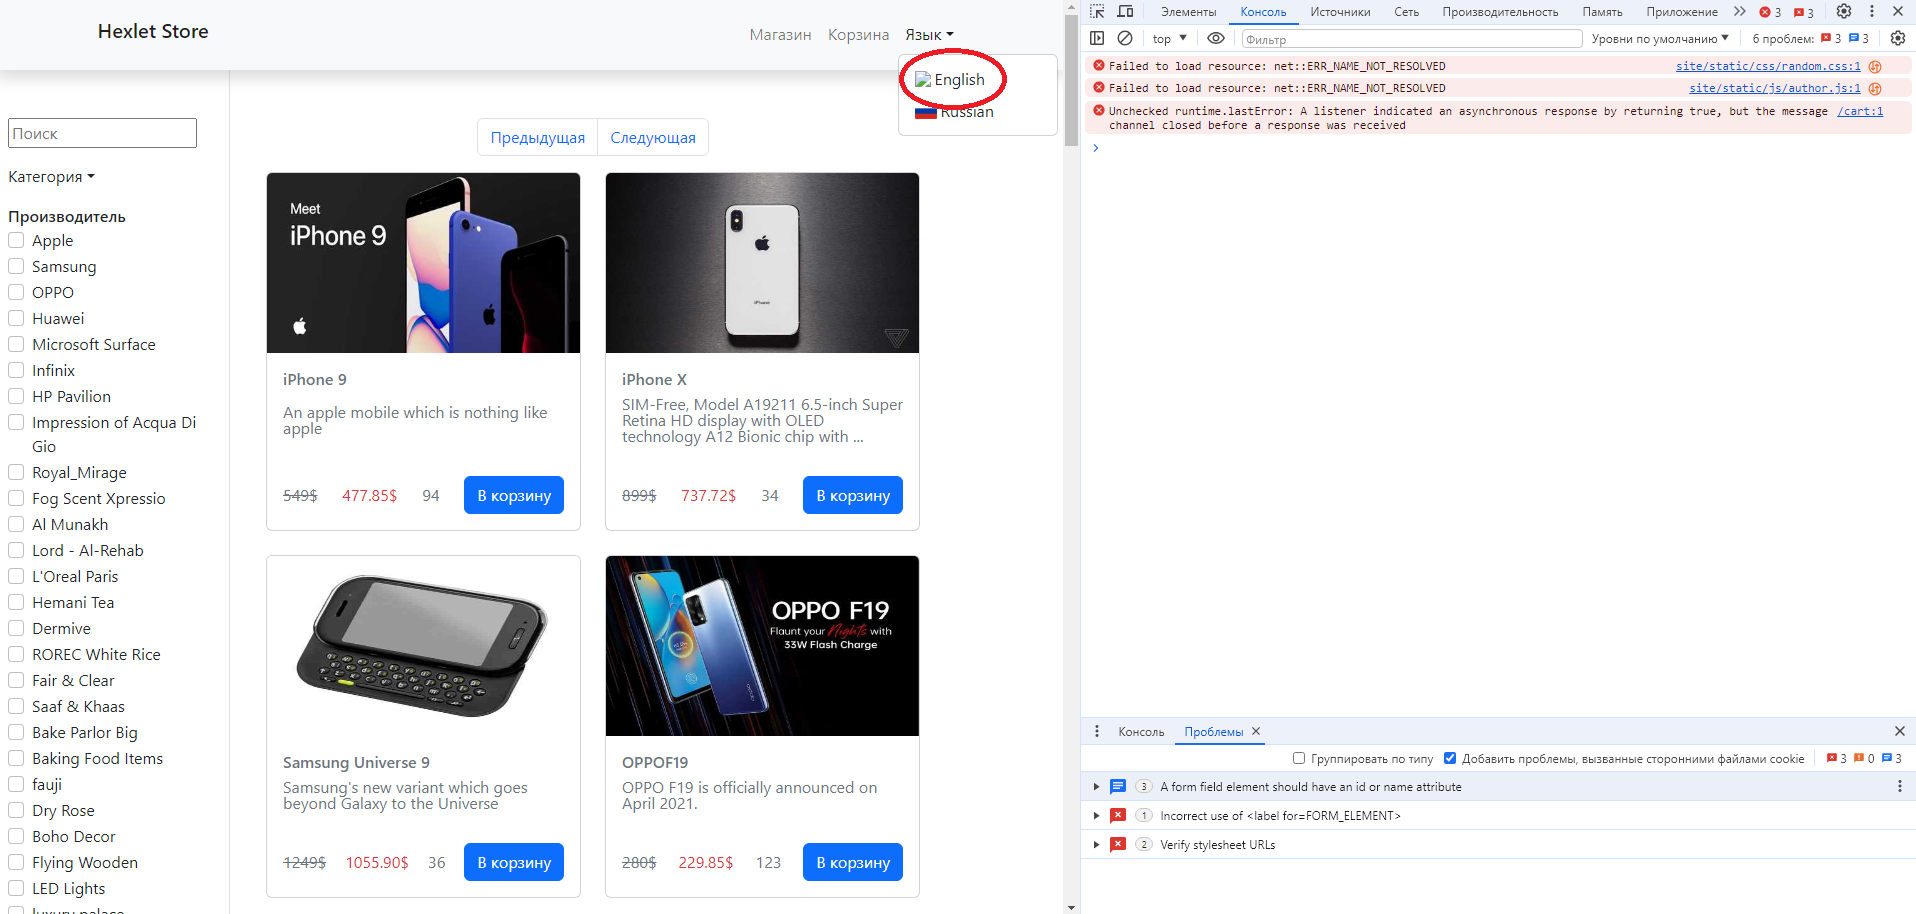 Hexlet Store
Магазин
Корзина
Язык
English
Russian
Поиск
Категория
Производитель
Apple
Samsung
OPPO
Huawei
Microsoft Surface
Infinix
HP Pavilion
Impression of Acqua Di
Gio
Royal_Mirage
Fog Scent Xpressio
Al Munakh
Lord - Al-Rehab
L'Oreal Paris
Hemani Tea
Dermive
ROREC White Rice
Fair & Clear
Saaf & Khaas
Bake Parlor Big
Baking Food Items
fauji
Dry Rose
Boho Decor
Flying Wooden
LED Lights
luxury palace
Предыдущая
Следующая
Meet
iPhone 9
iPhone 9
An apple mobile which is nothing like
apple
549$ 477.85$ 94 В корзину
iPhone
iPhone X
SIM-Free, Model A19211 6.5-inch Super
Retina HD display with OLED
technology A12 Bionic chip with ...
899$ 737.72$ 34 В корзину
Samsung Universe 9
Samsung's new variant which goes
beyond Galaxy to the Universe
1249$ 1055.90$ 36 В корзину
OPPO F19
Flaunt your Nights with
33W Flash Charge
OPPOF19
OPPO F19 is officially announced on
April 2021.
280$ 229.85$ 123 В корзину
Элементы Консоль Источники Сеть Производительность Память Приложение 3 3
top Фильтр Уровни по умолчанию 6 проблем: 3 3
Failed to load resource: net::ERR_NAME_NOT_RESOLVED site/static/css/random.css:1
Failed to load resource: net::ERR_NAME_NOT_RESOLVED site/static/js/author.js:1
Unchecked runtime.lastError: A listener indicated an asynchronous response by returning true, but the message /cart:1
channel closed before a response was received
Консоль Проблемы
Группировать по типу Добавить проблемы, вызванные сторонними файлами cookie 3 0 3
3 A form field element should have an id or name attribute
1 Incorrect use of <label for=FORM_ELEMENT>
2 Verify stylesheet URLs